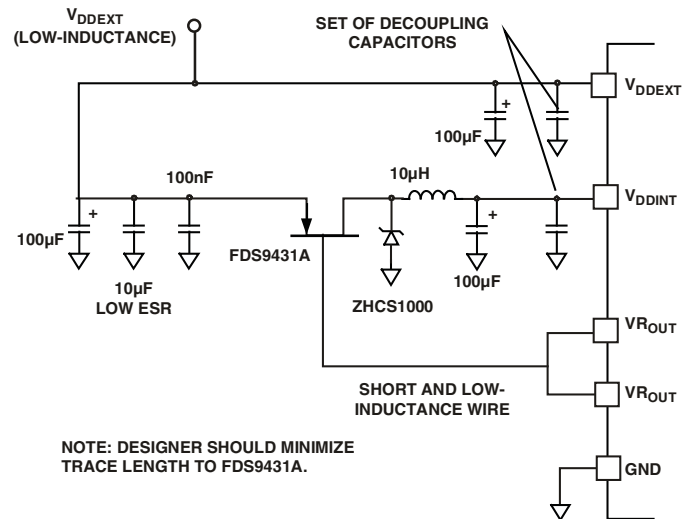 VDDEXT
(LOW-INDUCTANCE)
SET OF DECOUPLING
CAPACITORS
VDDEXT
+
100µF
100nF
10µH
VDDINT
+
100µF
+
100µF
FDS9431A
10µF
LOW ESR
ZHCS1000
VROUT
SHORT AND LOW-
INDUCTANCE WIRE
VROUT
NOTE: DESIGNER SHOULD MINIMIZE
TRACE LENGTH TO FDS9431A.
GND